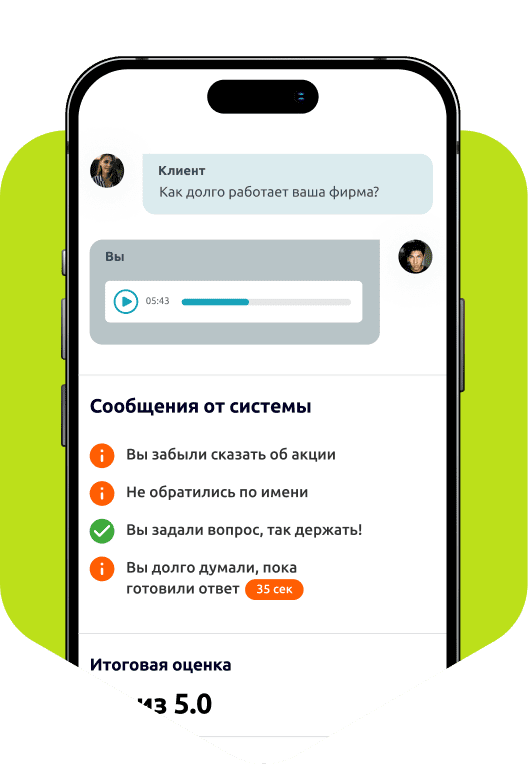 Клиент
Как долго работает ваша фирма?
Вы
05:43
Сообщения от системы
Вы забыли сказать об акции
Не обратились по имени
Вы задали вопрос, так держать!
Вы долго думали, пока
готовили ответ 35 сек
Итоговая оценка
из 5.0